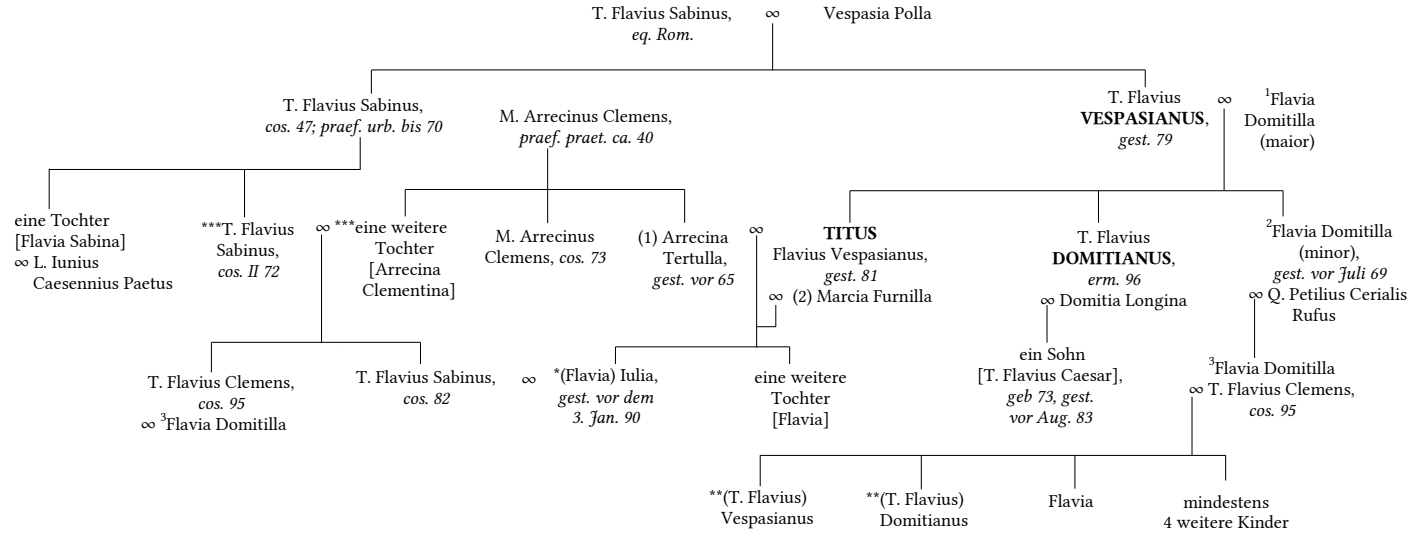 T. Flavius Sabinus, ∞ Vespasia Polla
eq. Rom.
T. Flavius Sabinus,
cos. 47; praef. urb. bis 70
M. Arrecinus Clemens,
praef. praet. ca. 40
T. Flavius
VESPASIANUS,
gest. 79
∞
¹Flavia
Domitilla
(maior)
eine Tochter
[Flavia Sabina]
∞ L. Iunius
Caesennius Paetus
***T. Flavius
Sabinus,
cos. II 72
∞
***eine weitere
Tochter
[Arrecina
Clementina]
M. Arrecinus
Clemens, cos. 73
(1) Arrecina
Tertulla,
gest. vor 65
∞
TITUS
Flavius Vespasianus,
gest. 81
∞ (2) Marcia Furnilla
T. Flavius
DOMITIANUS,
erm. 96
∞ Domitia Longina
²Flavia Domitilla
(minor),
gest. vor Juli 69
∞ Q. Petilius Cerialis
Rufus
T. Flavius Clemens,
cos. 95
∞ ³Flavia Domitilla
T. Flavius Sabinus,
cos. 82
∞
*(Flavia) Iulia,
gest. vor dem
3. Jan. 90
eine weitere
Tochter
[Flavia]
ein Sohn
[T. Flavius Caesar],
geb 73, gest.
vor Aug. 83
³Flavia Domitilla
∞ T. Flavius Clemens,
cos. 95
**(T. Flavius)
Vespasianus
**(T. Flavius)
Domitianus
Flavia
mindestens
4 weitere Kinder